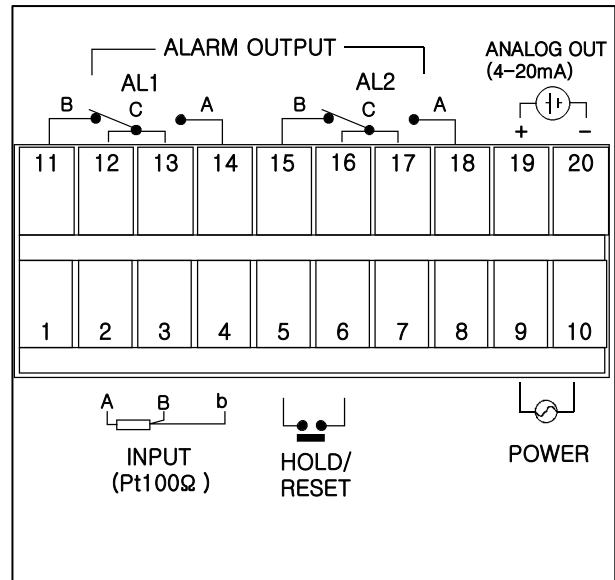 ALARM OUTPUT
ANALOG OUT
(4-20mA)
AL1
AL2
B C A
B C A
+ −
11 12 13 14 15 16 17 18 19 20
1 2 3 4 5 6 7 8 9 10
A B b
INPUT
(Pt100Ω )
HOLD/
RESET
POWER